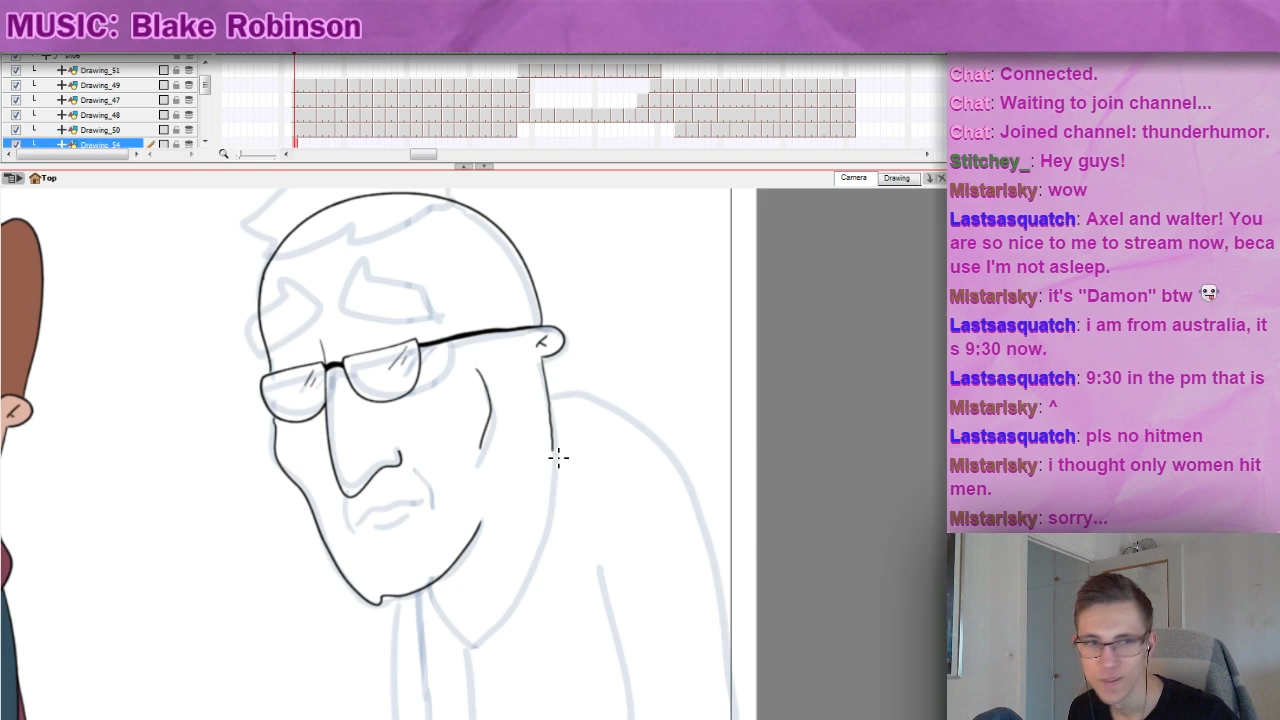 MUSIC: Blake Robinson
Drawing_51
Drawing_49
Drawing_47
Drawing_48
Drawing_50
Drawing_54
Top
Camera
Drawing
Chat: Connected.
Chat: Waiting to join channel...
Chat: Joined channel: thunderhumor.
Stitchey_: Hey guys!
Mistarisky: wow
Lastsasquatch: Axel and walter! You
are so nice to me to stream now, beca
use I'm not asleep.
Mistarisky: it's "Damon" btw
Lastsasquatch: i am from australia, it
s 9:30 now.
Lastsasquatch: 9:30 in the pm that is
Mistarisky: ^
Lastsasquatch: pls no hitmen
Mistarisky: i thought only women hit
men.
Mistarisky: sorry...